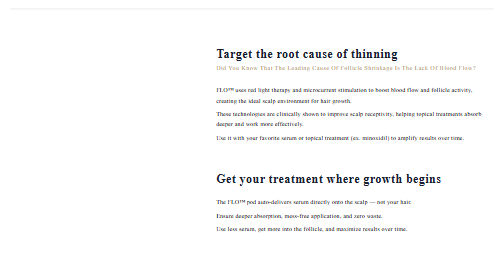 Target the root cause of thinning
Did You Know That The Leading Cause Of Follicle Shrinkage Is The Lack Of Blood Flow?
FLO™ uses red light therapy and microcurrent stimulation to boost blood flow and follicle activity,
creating the ideal scalp environment for hair growth.
These technologies are clinically shown to improve scalp receptivity, helping topical treatments absorb
deeper and work more effectively.
Use it with your favorite serum or topical treatment (ex. minoxidil) to amplify results over time.
Get your treatment where growth begins
The FLO™ pod auto-delivers serum directly onto the scalp — not your hair.
Ensure deeper absorption, mess-free application, and zero waste.
Use less serum, get more into the follicle, and maximize results over time.